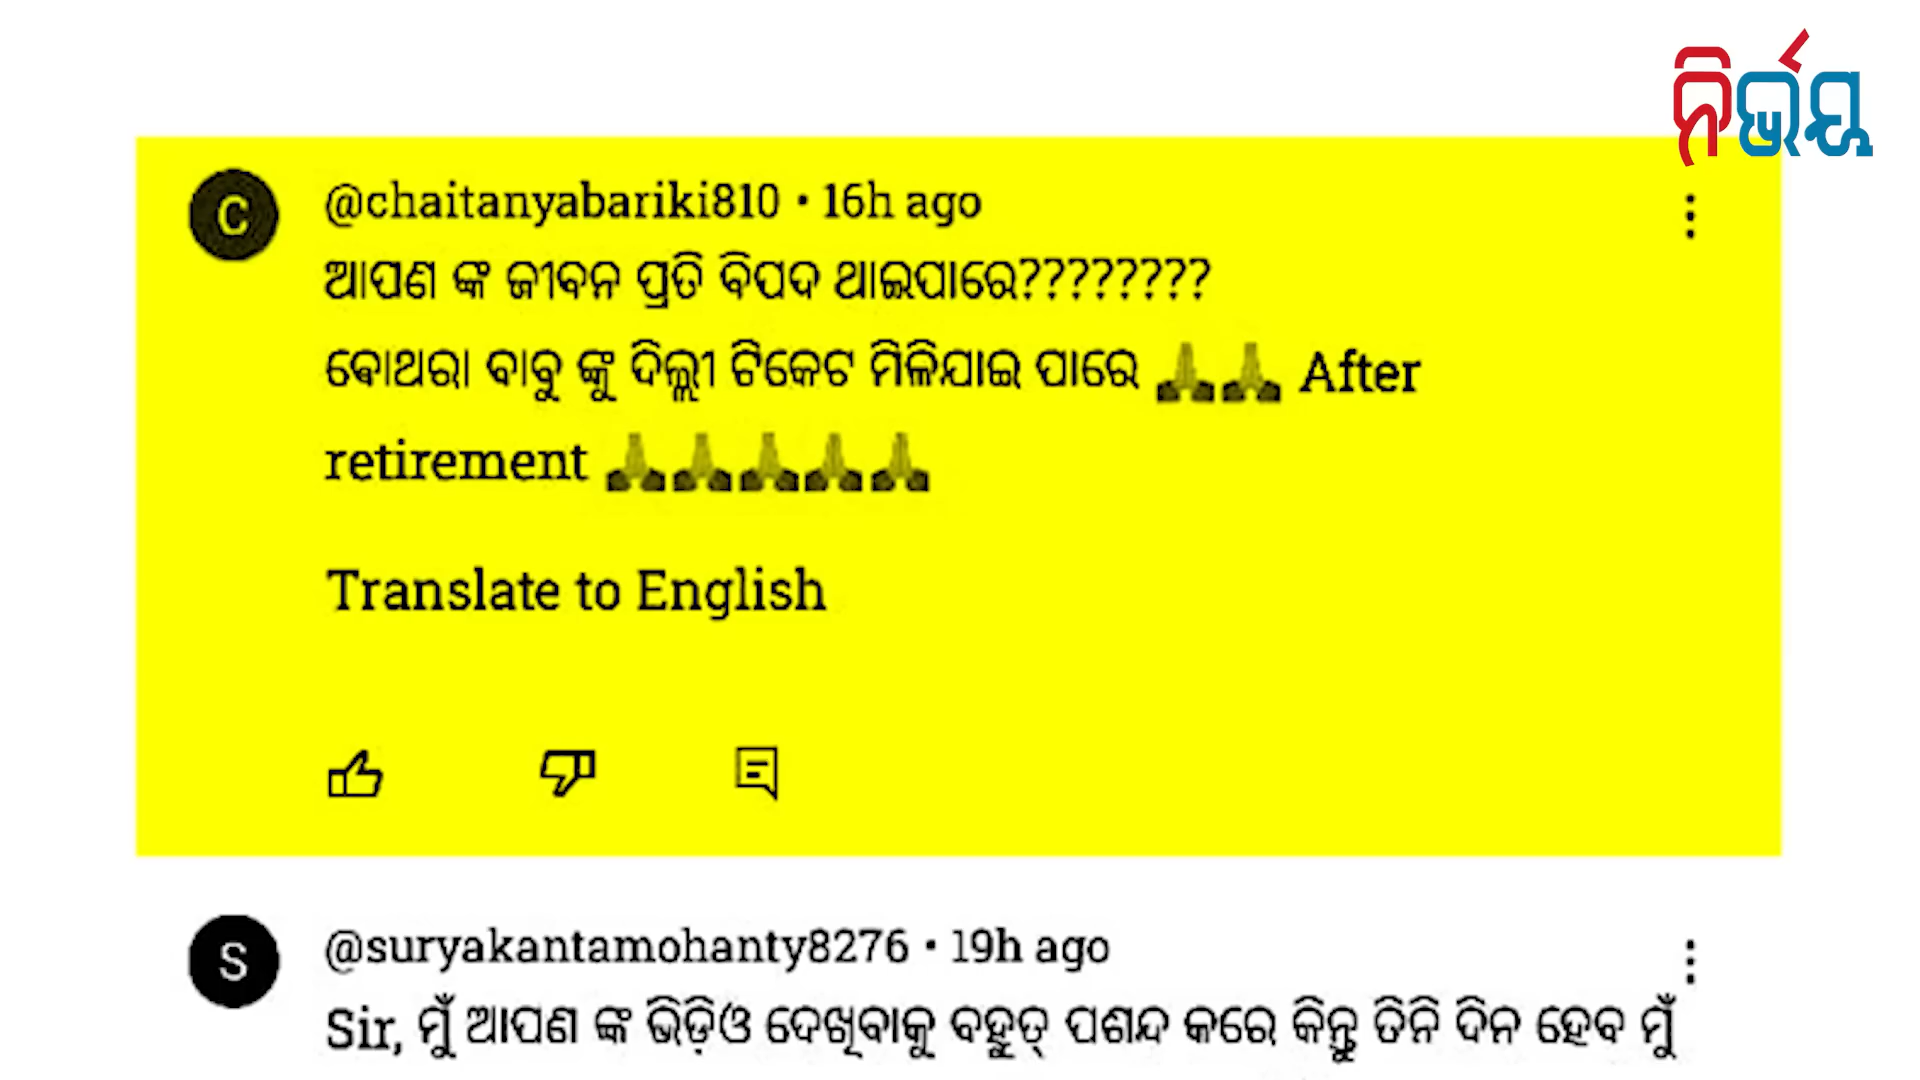 ନିର୍ଭୟ
C
@chaitanyabariki810 • 16h ago
ଆପଣ ଙ୍କ ଜୀବନ ପ୍ରତି ବିପଦ ଥାଇପାରେ????????
ବୋଥରା ବାବୁ ଙ୍କୁ ଦିଲ୍ଲୀ ଟିକେଟ ମିଳିଯାଇ ପାରେ 🙏🙏 After
retirement 🙏🙏🙏🙏🙏
Translate to English
S
@suryakantamohanty8276 • 19h ago
Sir, ମୁଁ ଆପଣ ଙ୍କ ଭିଡ଼ିଓ ଦେଖିବାକୁ ବହୁତ୍ ପଶନ୍ଦ କରେ କିନ୍ତୁ ତିନି ଦିନ ହେବ ମୁଁ